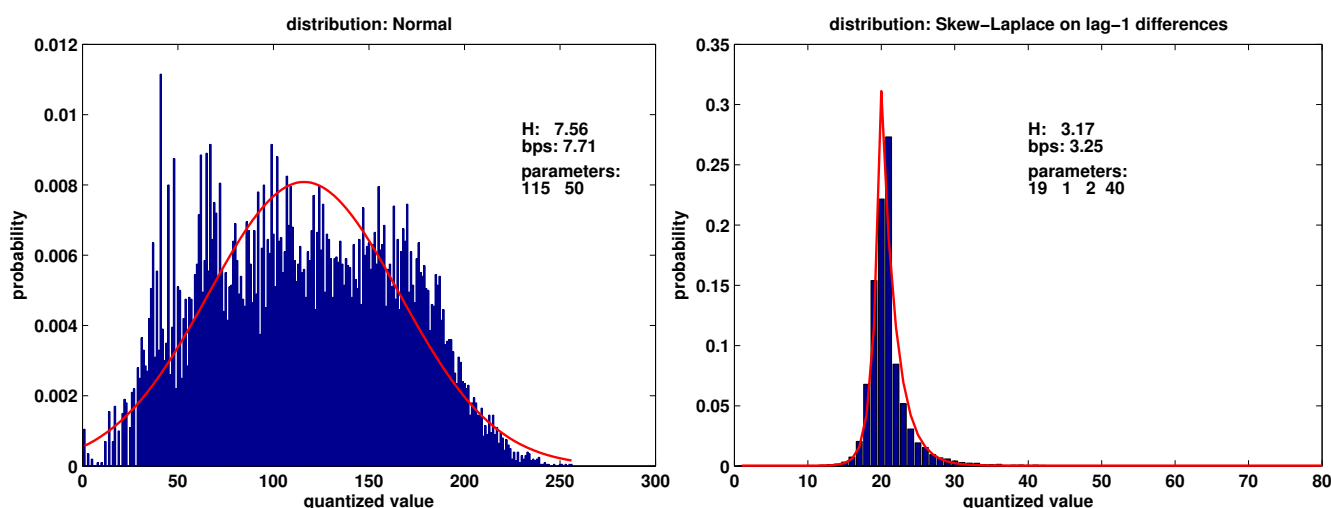 distribution: Normal
0.012
0.01
0.008
0.006
0.004
0.002
0
probability
H: 7.56
bps: 7.71
parameters:
115 50
0 50 100 150 200 250 300
quantized value
distribution: Skew−Laplace on lag−1 differences
0.35
0.3
0.25
0.2
0.15
0.1
0.05
0
probability
H: 3.17
bps: 3.25
parameters:
19 1 2 40
0 10 20 30 40 50 60 70 80
quantized value